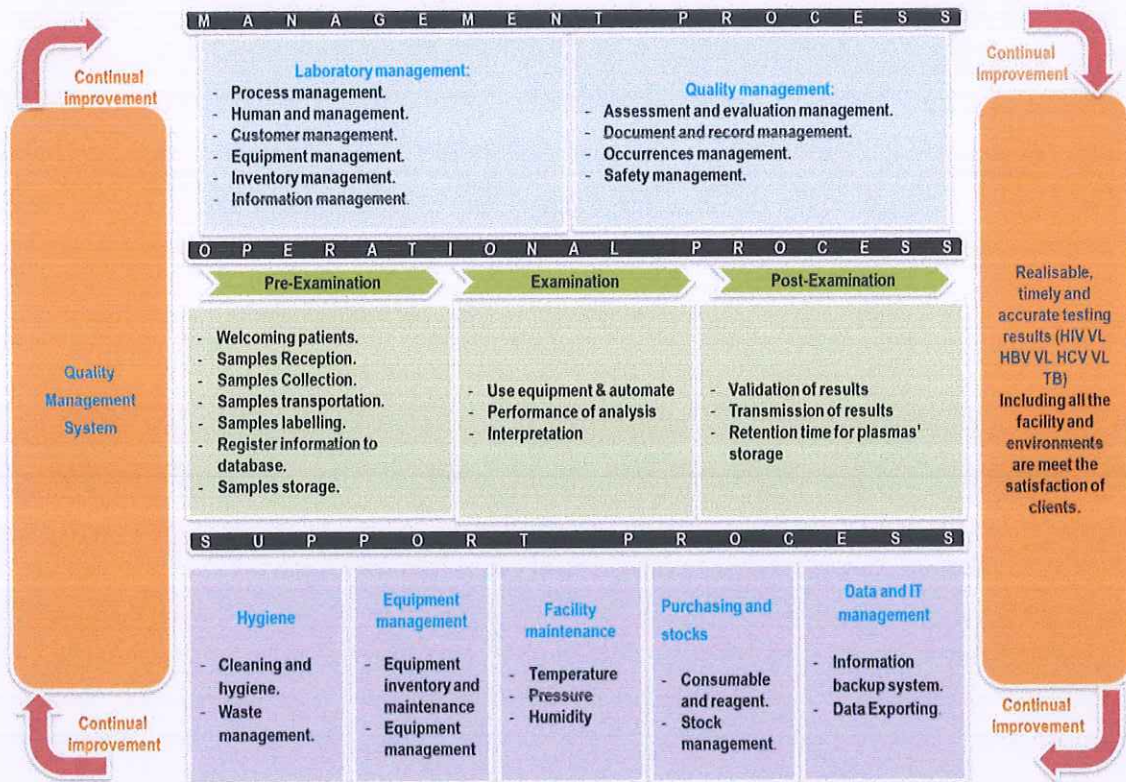 MANAGEMENT PROCESS
Continual
improvement
Laboratory management:
- Process management.
- Human and management.
- Customer management.
- Equipment management.
- Inventory management.
- Information management.
Quality management:
- Assessment and evaluation management.
- Document and record management.
- Occurrences management.
- Safety management.
Continual
Improvement
OPERATIONAL PROCESS
Pre-Examination
Examination
Post-Examination
- Welcoming patients.
- Samples Reception.
- Samples Collection.
- Samples transportation.
- Samples labelling.
- Register information to
database.
- Samples storage.
- Use equipment & automate
- Performance of analysis
- Interpretation
- Validation of results
- Transmission of results
- Retention time for plasmas'
storage
Quality
Management
System
Realisable,
timely and
accurate testing
results (HIV VL
HBV VL HCV VL
TB)
Including all the
facility and
environments
are meet the
satisfaction of
clients.
SUPPORT PROCESS
Hygiene
- Cleaning and
hygiene.
- Waste
management.
Equipment
management
- Equipment
inventory and
maintenance
- Equipment
management
Facility
maintenance
- Temperature
- Pressure
- Humidity
Purchasing and
stocks
- Consumable
and reagent.
- Stock
management.
Data and IT
management
- Information
backup system.
- Data Exporting.
Continual
improvement
Continual
Improvement